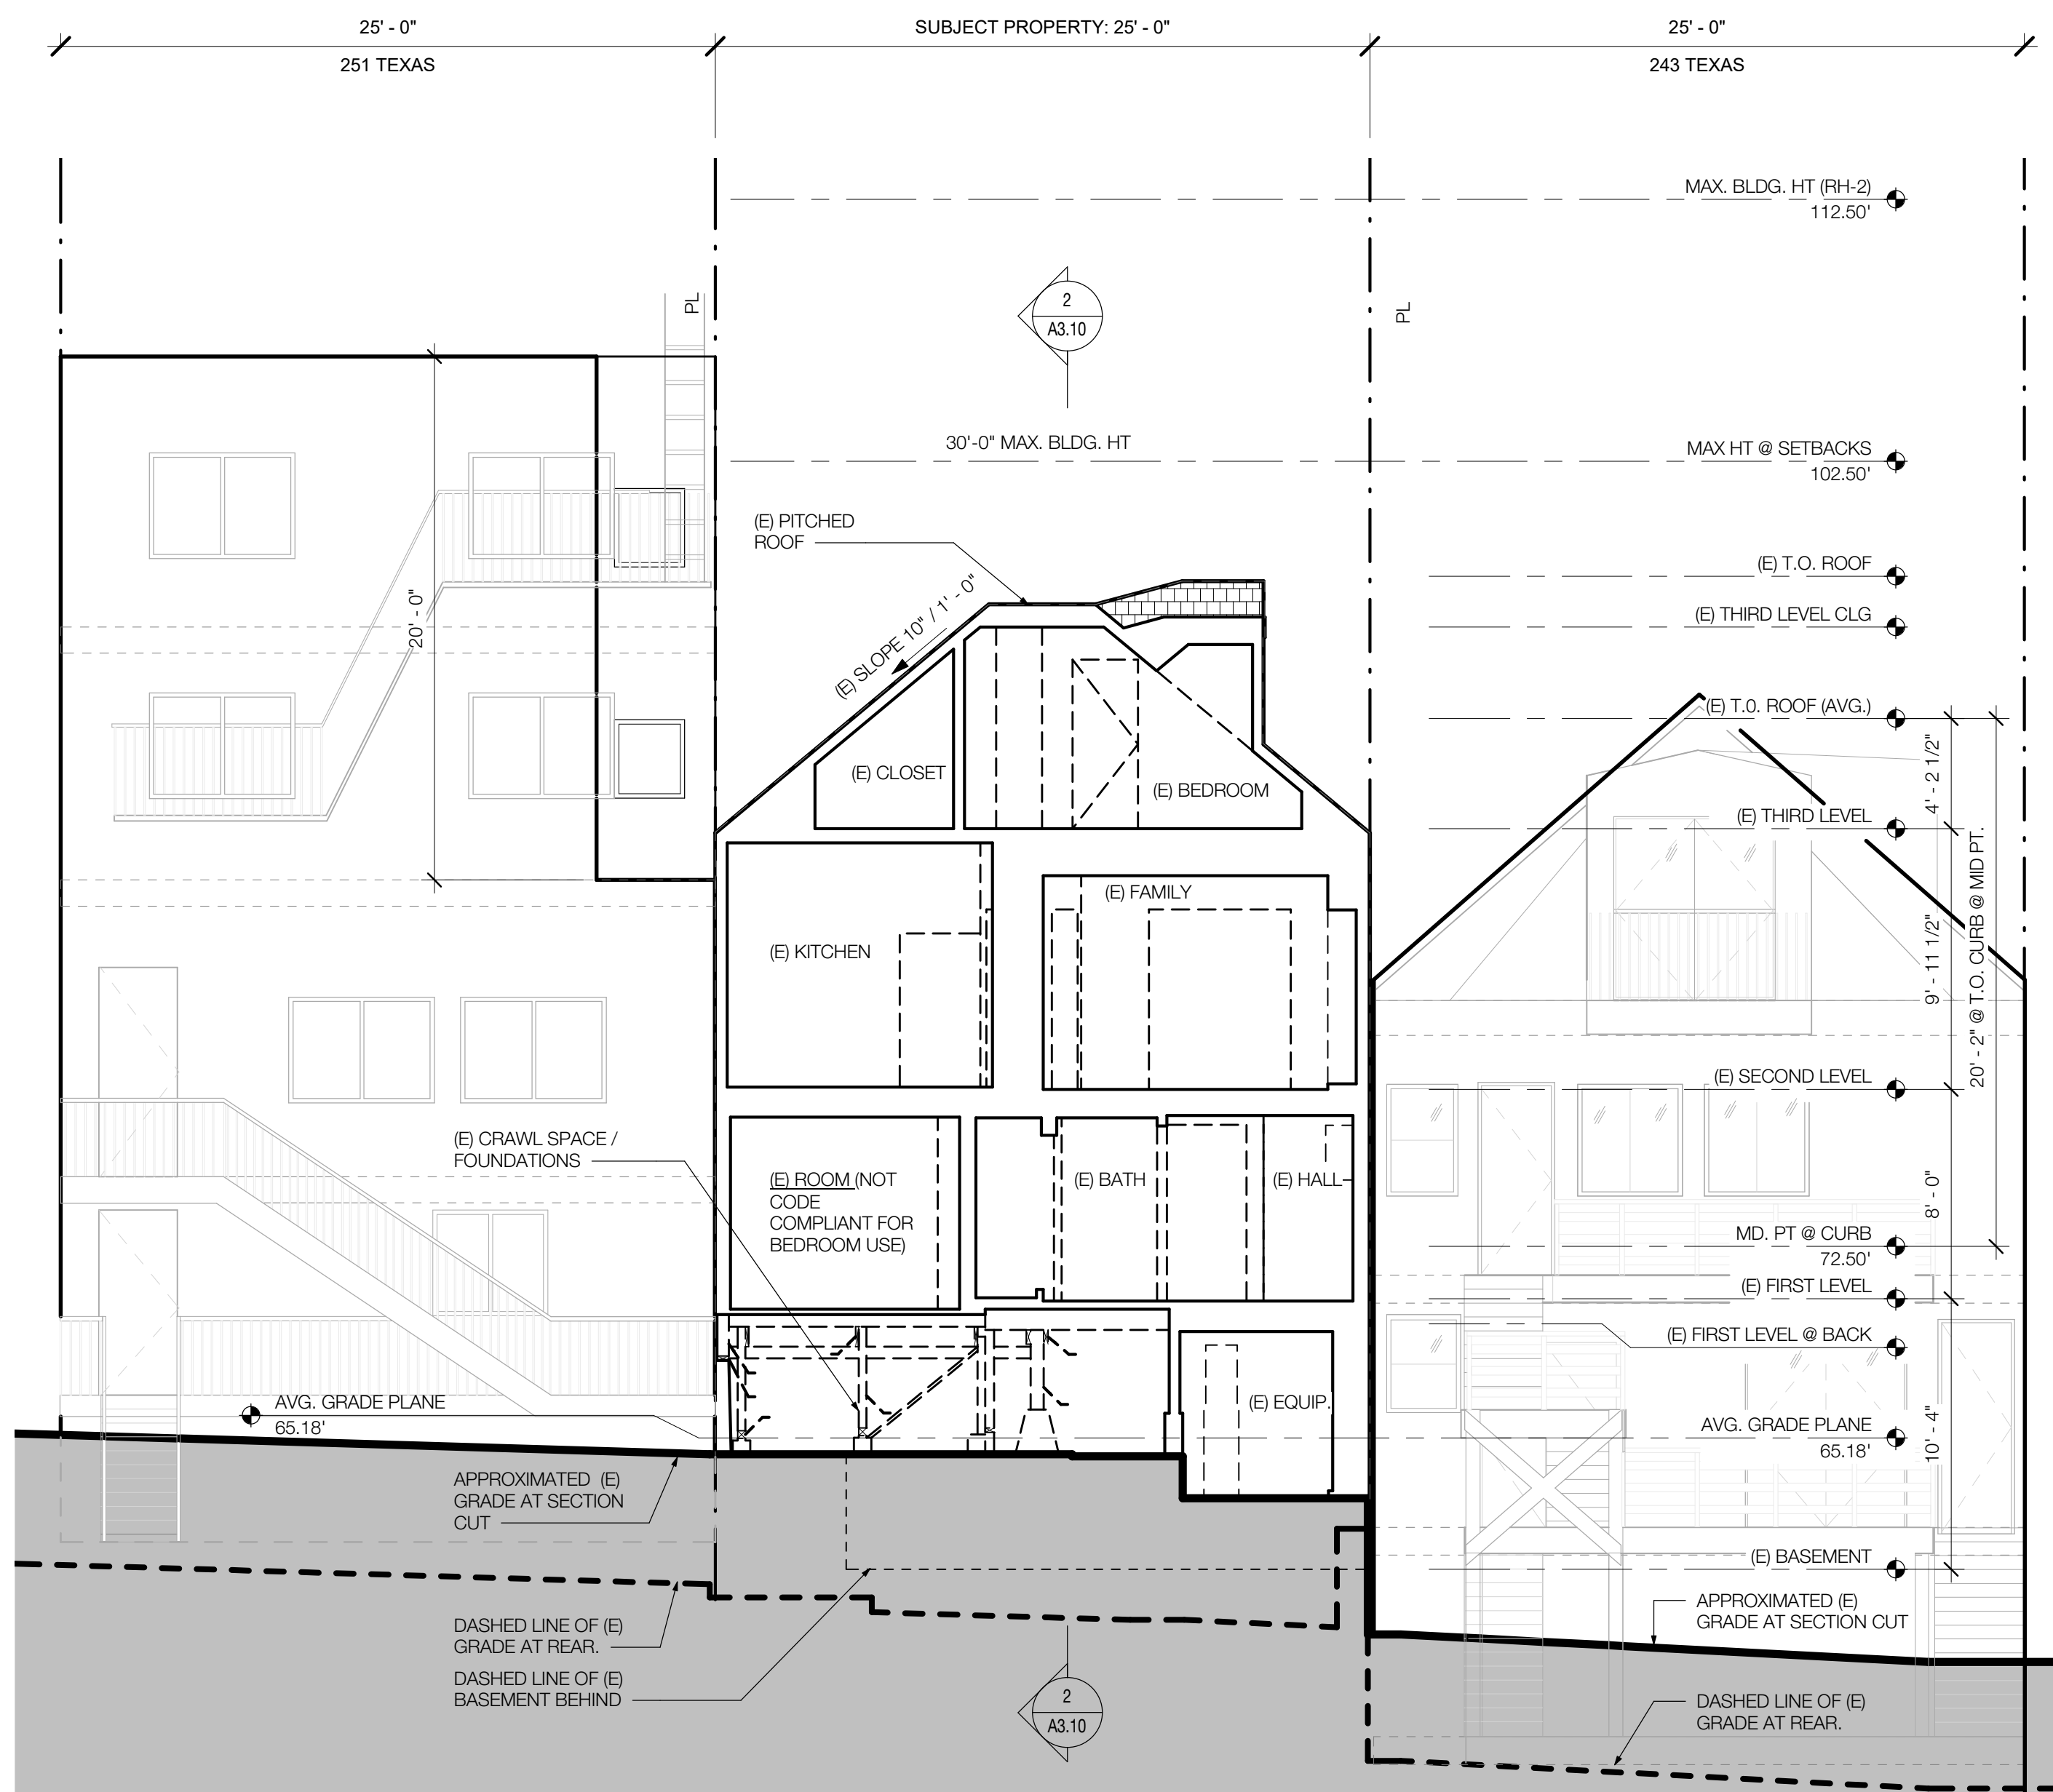 25' - 0"
SUBJECT PROPERTY: 25' - 0"
25' - 0"
251 TEXAS
243 TEXAS
MAX. BLDG. HT (RH-2)
112.50'
PL
2
A3.10
PL
30'-0" MAX. BLDG. HT
MAX HT @ SETBACKS
102.50'
(E) PITCHED
ROOF
(E) SLOPE 10" / 1' - 0"
(E) T.O. ROOF
(E) THIRD LEVEL CLG
20' - 0"
(E) T.0. ROOF (AVG.)
4' - 2 1/2"
(E) CLOSET
(E) BEDROOM
(E) THIRD LEVEL
(E) FAMILY
(E) KITCHEN
9' - 11 1/2"
20' - 2" @ T.O. CURB @ MID PT.
(E) SECOND LEVEL
(E) CRAWL SPACE /
FOUNDATIONS
(E) ROOM (NOT
CODE
COMPLIANT FOR
BEDROOM USE)
(E) BATH
(E) HALL
8' - 0"
MD. PT @ CURB
72.50'
(E) FIRST LEVEL
(E) FIRST LEVEL @ BACK
AVG. GRADE PLANE
65.18'
(E) EQUIP.
AVG. GRADE PLANE
65.18'
10' - 4"
APPROXIMATED (E)
GRADE AT SECTION
CUT
(E) BASEMENT
APPROXIMATED (E)
GRADE AT SECTION CUT
DASHED LINE OF (E)
GRADE AT REAR.
DASHED LINE OF (E)
BASEMENT BEHIND
2
A3.10
DASHED LINE OF (E)
GRADE AT REAR.